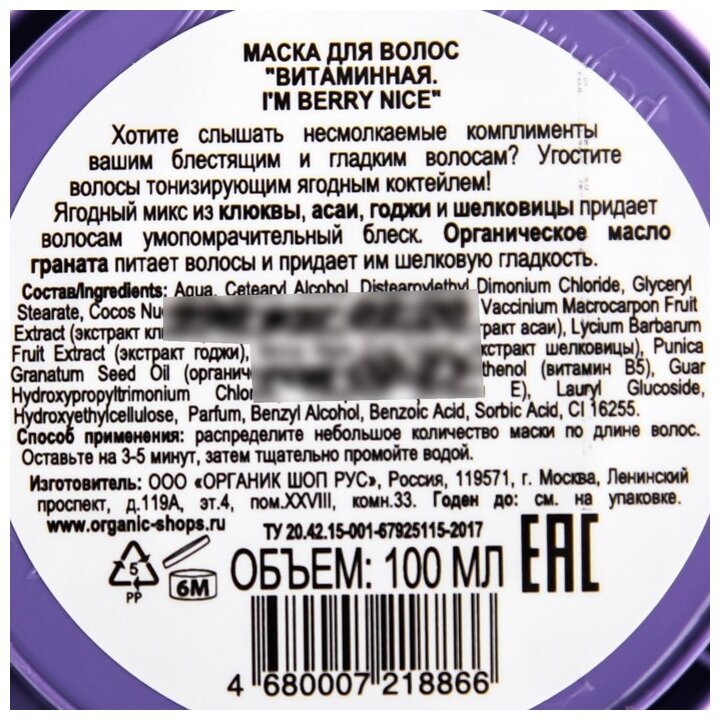 МАСКА ДЛЯ ВОЛОС
"ВИТАМИННАЯ.
I'M BERRY NICE"
Хотите слышать несмолкаемые комплименты
вашим блестящим и гладким волосам? Угостите
волосы тонизирующим ягодным коктейлем!
Ягодный микс из клюквы, асаи, годжи и шелковицы придает
волосам умопомрачительный блеск. Органическое масло
граната питает волосы и придает им шелковую гладкость.
Состав/Ingredients: Aqua, Cetearyl Alcohol, Distearoylethyl Dimonium Chloride, Glyceryl
Stearate, Cocos Vaccinium Macrocarpon Fruit
Extract (экстракт асаи), Lycium Barbarum
Fruit Extract (экстракт годжи), шелковицы), Punica
Granatum Seed Oil (витамин B5), Guar
Hydroxypropyltrimonium E), Lauryl Glucoside,
Hydroxyethylcellulose, Parfum, Benzyl Alcohol, Benzoic Acid, Sorbic Acid, CI 16255.
Способ применения: распределите небольшое количество маски по длине волос.
Оставьте на 3-5 минут, затем тщательно промойте водой.
Изготовитель: ООО «ОРГАНИК ШОП РУС», Россия, 119571, г. Москва, Ленинский
проспект, д.119А, эт.4, пом.XXVIII, комн.33. Годен до: см. на упаковке.
www.organic-shops.ru ТУ 20.42.15-001-67925115-2017
5 PP 6M ОБЪЕМ: 100 МЛ EAC
4 680007 218866